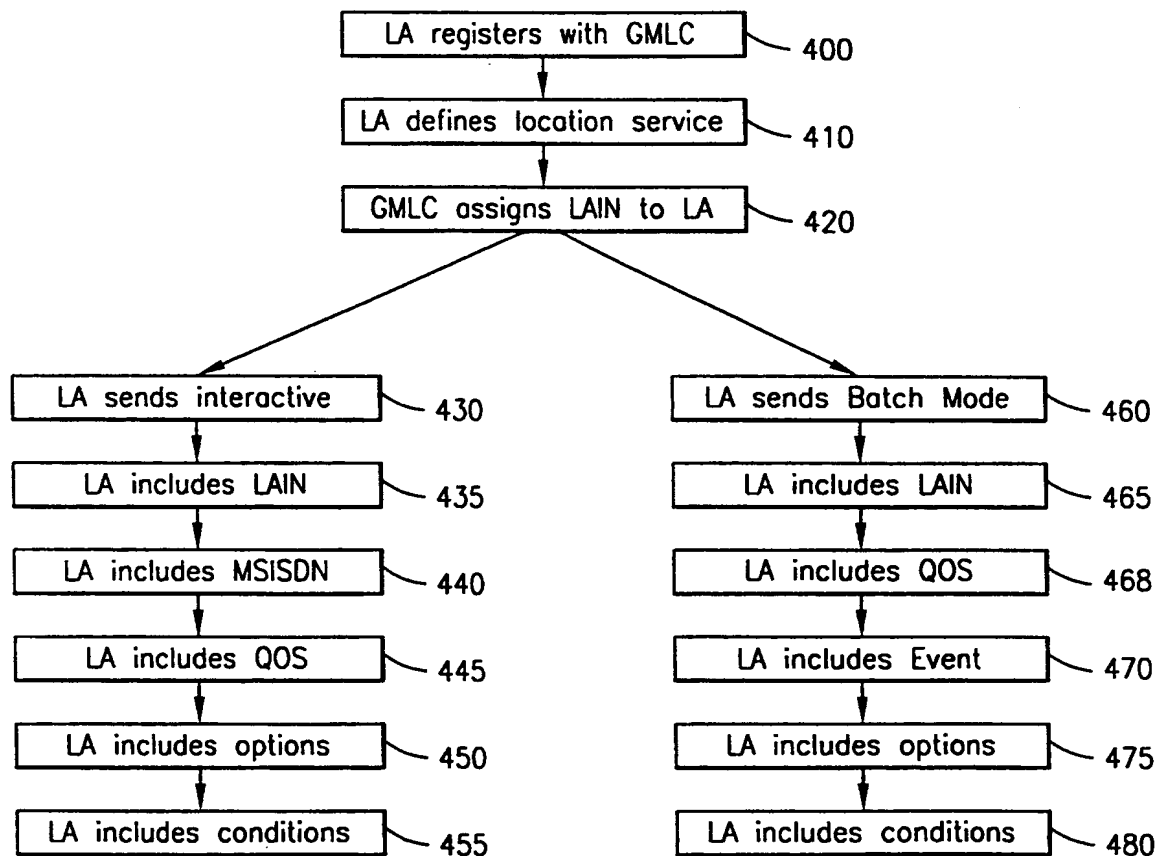 LA registers with GMLC
400
LA defines location service
410
GMLC assigns LAIN to LA
420
LA sends interactive
430
LA includes LAIN
435
LA includes MSISDN
440
LA includes QOS
445
LA includes options
450
LA includes conditions
455
LA sends Batch Mode
460
LA includes LAIN
465
LA includes QOS
468
LA includes Event
470
LA includes options
475
LA includes conditions
480